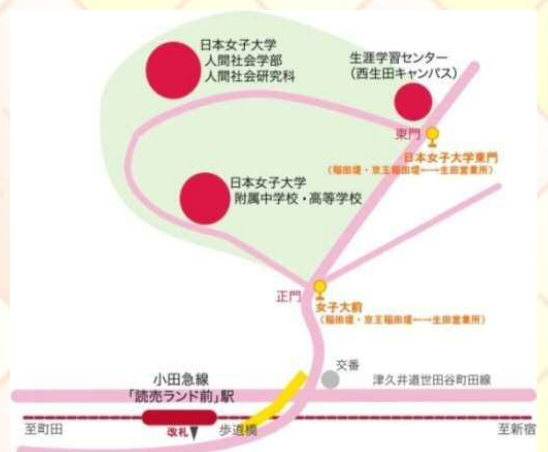 日本女子大学
人間社会学部
人間社会研究科
生涯学習センター
（西生田キャンパス）
東門
日本女子大学東門
（稲田堤・京王稲田堤←→生田営業所）
日本女子大学
附属中学校・高等学校
正門
女子大前
（稲田堤・京王稲田堤←→生田営業所）
交番
小田急線
「読売ランド前」駅
津久井道世田谷町田線
至町田
改札
歩道橋
至新宿